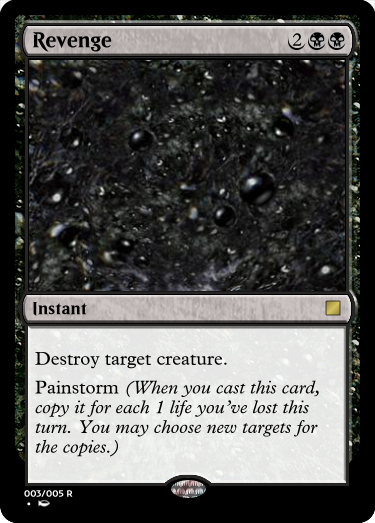 Revenge 2
Instant
Destroy target creature.
Painstorm (When you cast this card,
copy it for each 1 life you've lost this
turn. You may choose new targets for
the copies.)
003/005 R